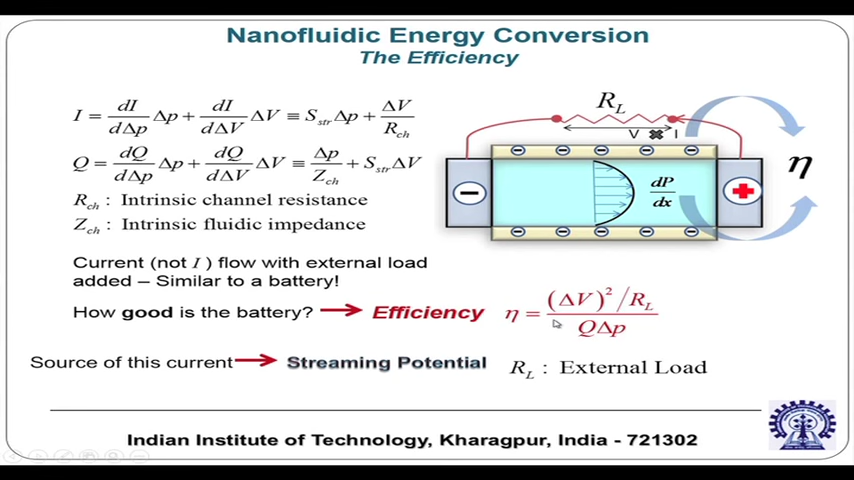 Nanofluidic Energy Conversion
The Efficiency
I = dI/dΔp Δp + dI/dΔV ΔV ≡ S_str Δp + ΔV/R_ch
Q = dQ/dΔp Δp + dQ/dΔV ΔV ≡ Δp/Z_ch + S_str ΔV
R_ch : Intrinsic channel resistance
Z_ch : Intrinsic fluidic impedance
R_L
V ✖ I
dP/dx
η
Current (not I) flow with external load
added – Similar to a battery!
How good is the battery? → Efficiency η = (ΔV)²/R_L / QΔp
Source of this current → Streaming Potential
R_L : External Load
Indian Institute of Technology, Kharagpur, India - 721302